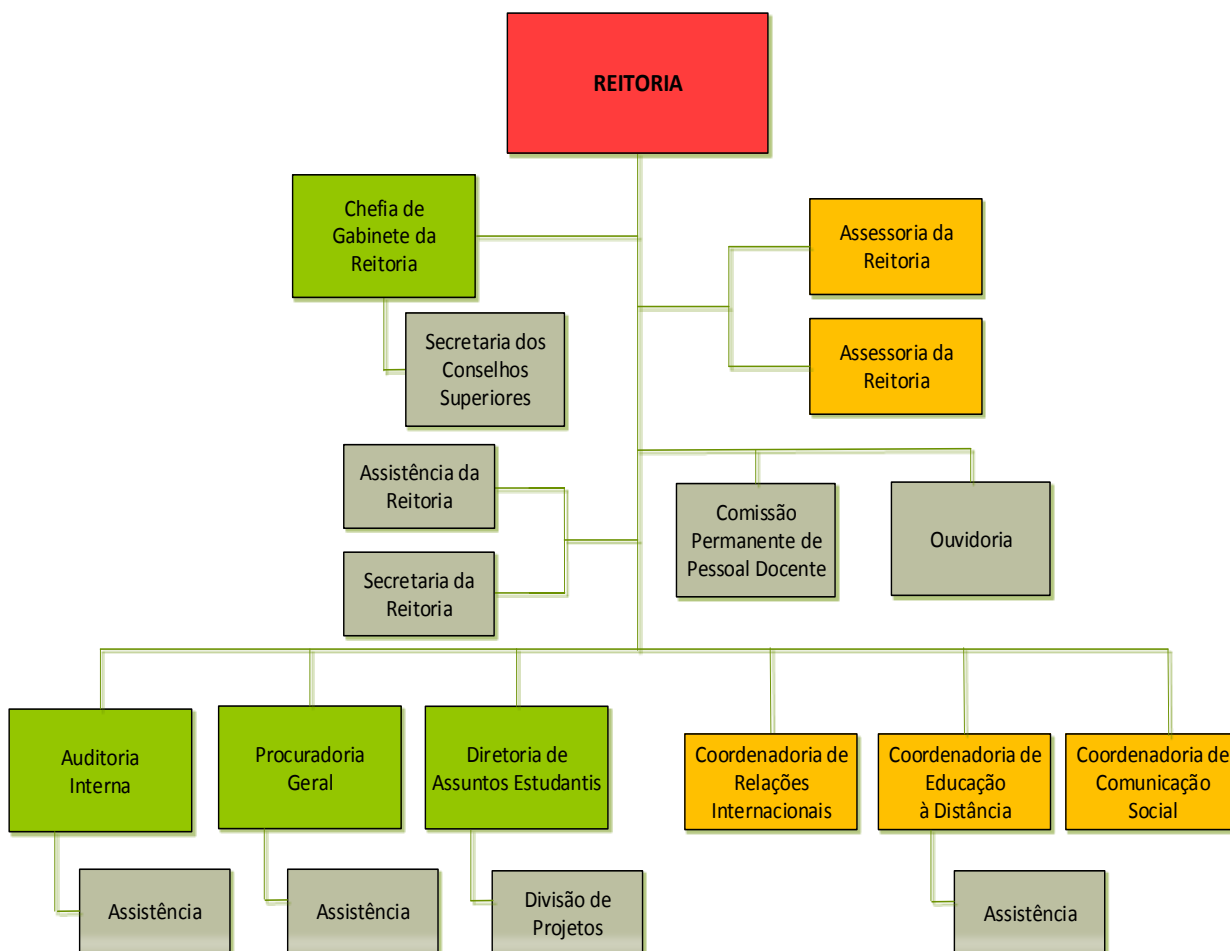 REITORIA
Chefia de
Gabinete da
Reitoria
Assessoria da
Reitoria
Secretaria dos
Conselhos
Superiores
Assessoria da
Reitoria
Assistência da
Reitoria
Comissão
Permanente de
Pessoal Docente
Ouvidoria
Secretaria da
Reitoria
Auditoria
Interna
Procuradoria
Geral
Diretoria de
Assuntos Estudantis
Coordenadoria de
Relações
Internacionais
Coordenadoria de
Educação
à Distância
Coordenadoria de
Comunicação
Social
Assistência
Assistência
Divisão de
Projetos
Assistência